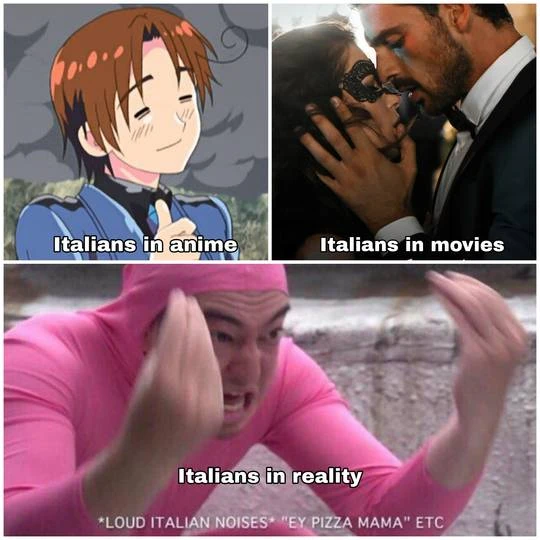 Italians in anime
Italians in movies
Italians in reality
*LOUD ITALIAN NOISES* "EY PIZZA MAMA" ETC